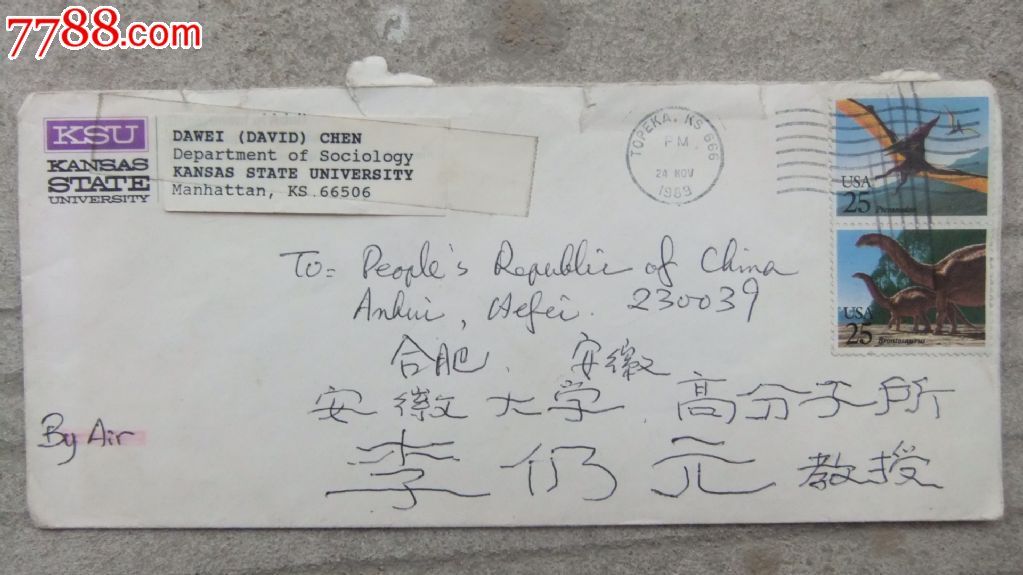 7788.com
KSU
KANSAS
STATE
UNIVERSITY
DAWEI (DAVID) CHEN
Department of Sociology
KANSAS STATE UNIVERSITY
Manhattan, KS.66506
TOPEKA, KS 666
PM
24 NOV
1989
USA
25 Pteranodon
USA
25 Brontosaurus
To= People's Republic of China
Anhui, Hefei. 230039
合肥、安徽
安徽大学、高分子所
李仍元教授
By Air